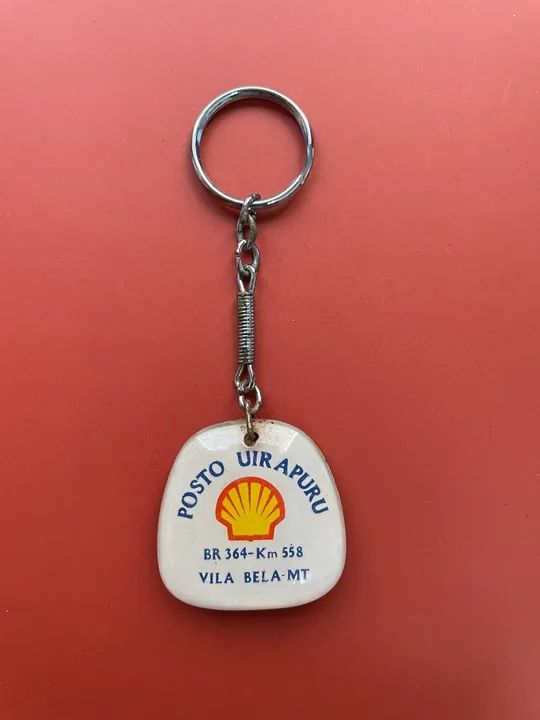 POSTO UIRAPURU
BR 364-Km 558
VILA BELA-MT